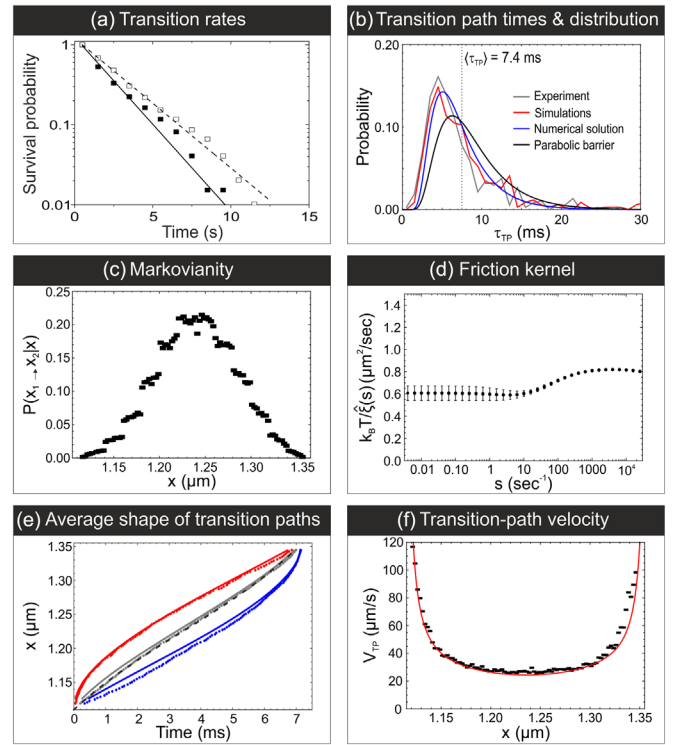 (a) Transition rates
Survival probability
1
0.1
0.01
0
5
10
15
Time (s)
(b) Transition path times & distribution
Probability
0.20
0.10
0.00
⟨τTP⟩ = 7.4 ms
Experiment
Simulations
Numerical solution
Parabolic barrier
0
10
20
30
τTP (ms)
(c) Markovianity
P(x₁→x₂|x)
0.25
0.20
0.15
0.10
0.05
0.00
1.15
1.20
1.25
1.30
1.35
x (μm)
(d) Friction kernel
kBT/ξ̂(s) (μm²/sec)
1.4
1.2
1.0
0.8
0.6
0.4
0.2
0.0
0.01
0.10
1
10
100
1000
10000
s (sec⁻¹)
(e) Average shape of transition paths
x (μm)
1.35
1.30
1.25
1.20
1.15
0
1
2
3
4
5
6
7
Time (ms)
(f) Transition-path velocity
VTP (μm/s)
120
100
80
60
40
20
0
1.15
1.20
1.25
1.30
1.35
x (μm)